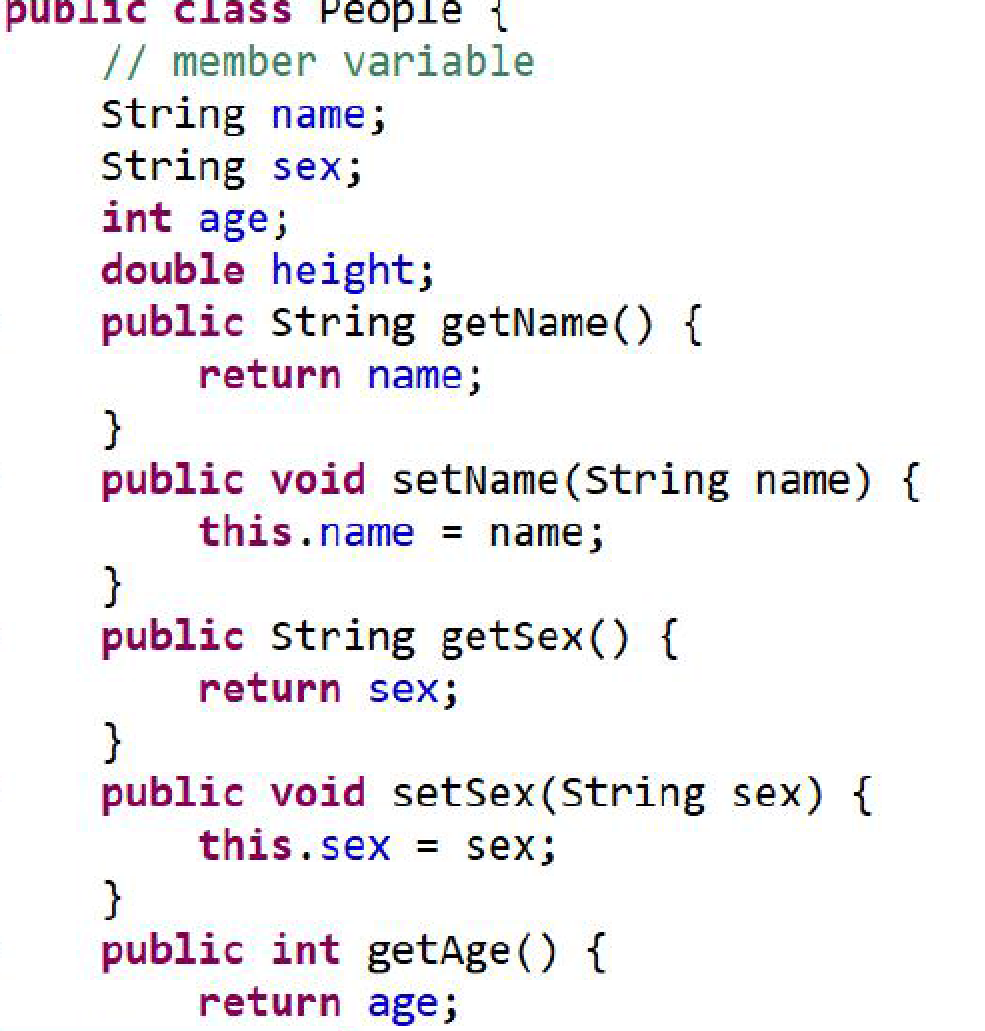 public class People {
// member variable
String name;
String sex;
int age;
double height;
public String getName() {
return name;
}
public void setName(String name) {
this.name = name;
}
public String getSex() {
return sex;
}
public void setSex(String sex) {
this.sex = sex;
}
public int getAge() {
return age;